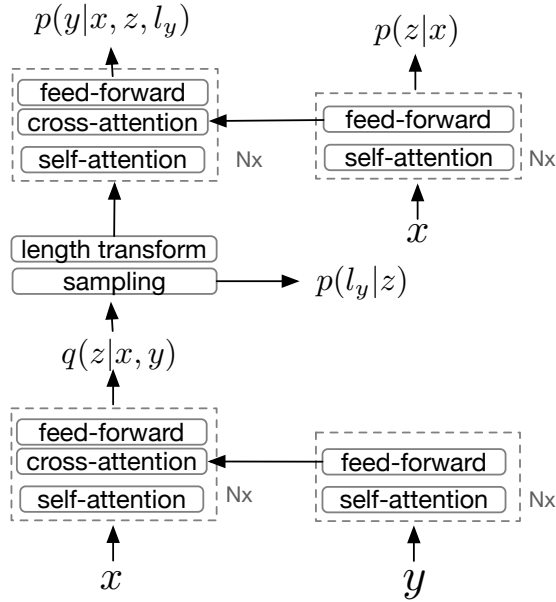 p(y|x, z, l_y)
p(z|x)
feed-forward
cross-attention
self-attention
Nx
feed-forward
self-attention
Nx
x
length transform
sampling
p(l_y|z)
q(z|x, y)
feed-forward
cross-attention
self-attention
Nx
feed-forward
self-attention
Nx
x
y